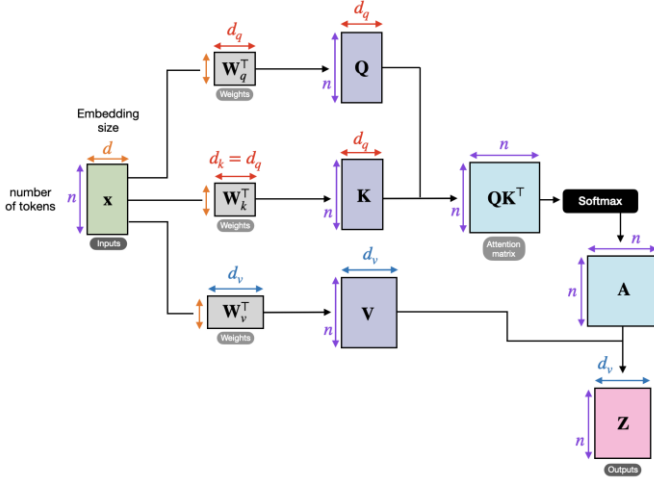 d_q
W_q^⊤
Weights
n
Q
d_q
Embedding
size
d
number
of tokens
n
x
Inputs
d_k = d_q
W_k^⊤
Weights
d_q
n
K
n
n
QK^⊤
Attention
matrix
Softmax
d_v
W_v^⊤
Weights
d_v
n
V
n
n
A
d_v
n
Z
Outputs